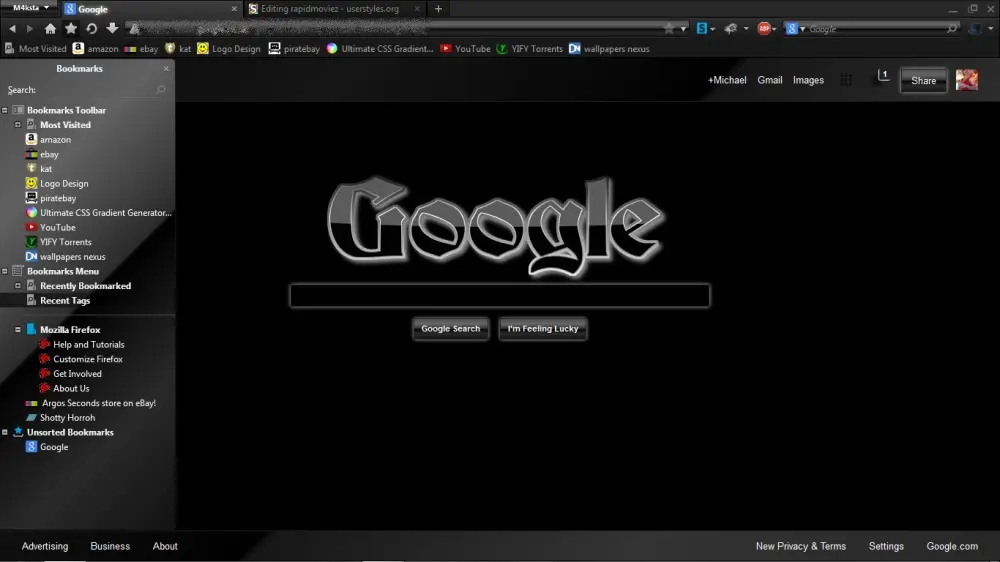 M4ksta
Google
Editing rapidmoviez - userstyles.org
Google
Most Visited
amazon
ebay
kat
Logo Design
piratebay
Ultimate CSS Gradient...
YouTube
YIFY Torrents
wallpapers nexus
Bookmarks
Search:
Bookmarks Toolbar
Most Visited
amazon
ebay
kat
Logo Design
piratebay
Ultimate CSS Gradient Generator...
YouTube
YIFY Torrents
wallpapers nexus
Bookmarks Menu
Recently Bookmarked
Recent Tags
Mozilla Firefox
Help and Tutorials
Customize Firefox
Get Involved
About Us
Argos Seconds store on eBay!
Shotty Horroh
Unsorted Bookmarks
Google
+Michael
Gmail
Images
1
Share
Google
Google Search
I'm Feeling Lucky
Advertising
Business
About
New Privacy & Terms
Settings
Google.com